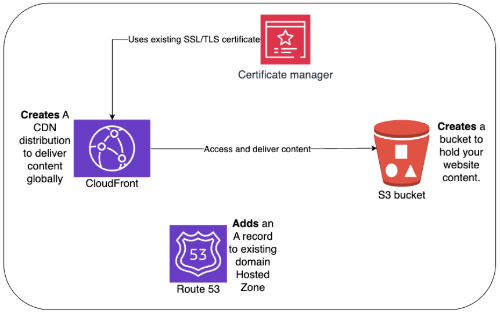 Uses existing SSL/TLS certificate
Certificate manager
Creates A
CDN
distribution
to deliver
content
globally
CloudFront
Access and deliver content
Creates a
bucket to
hold your
website
content.
S3 bucket
53
Route 53
Adds an
A record
to existing
domain
Hosted
Zone